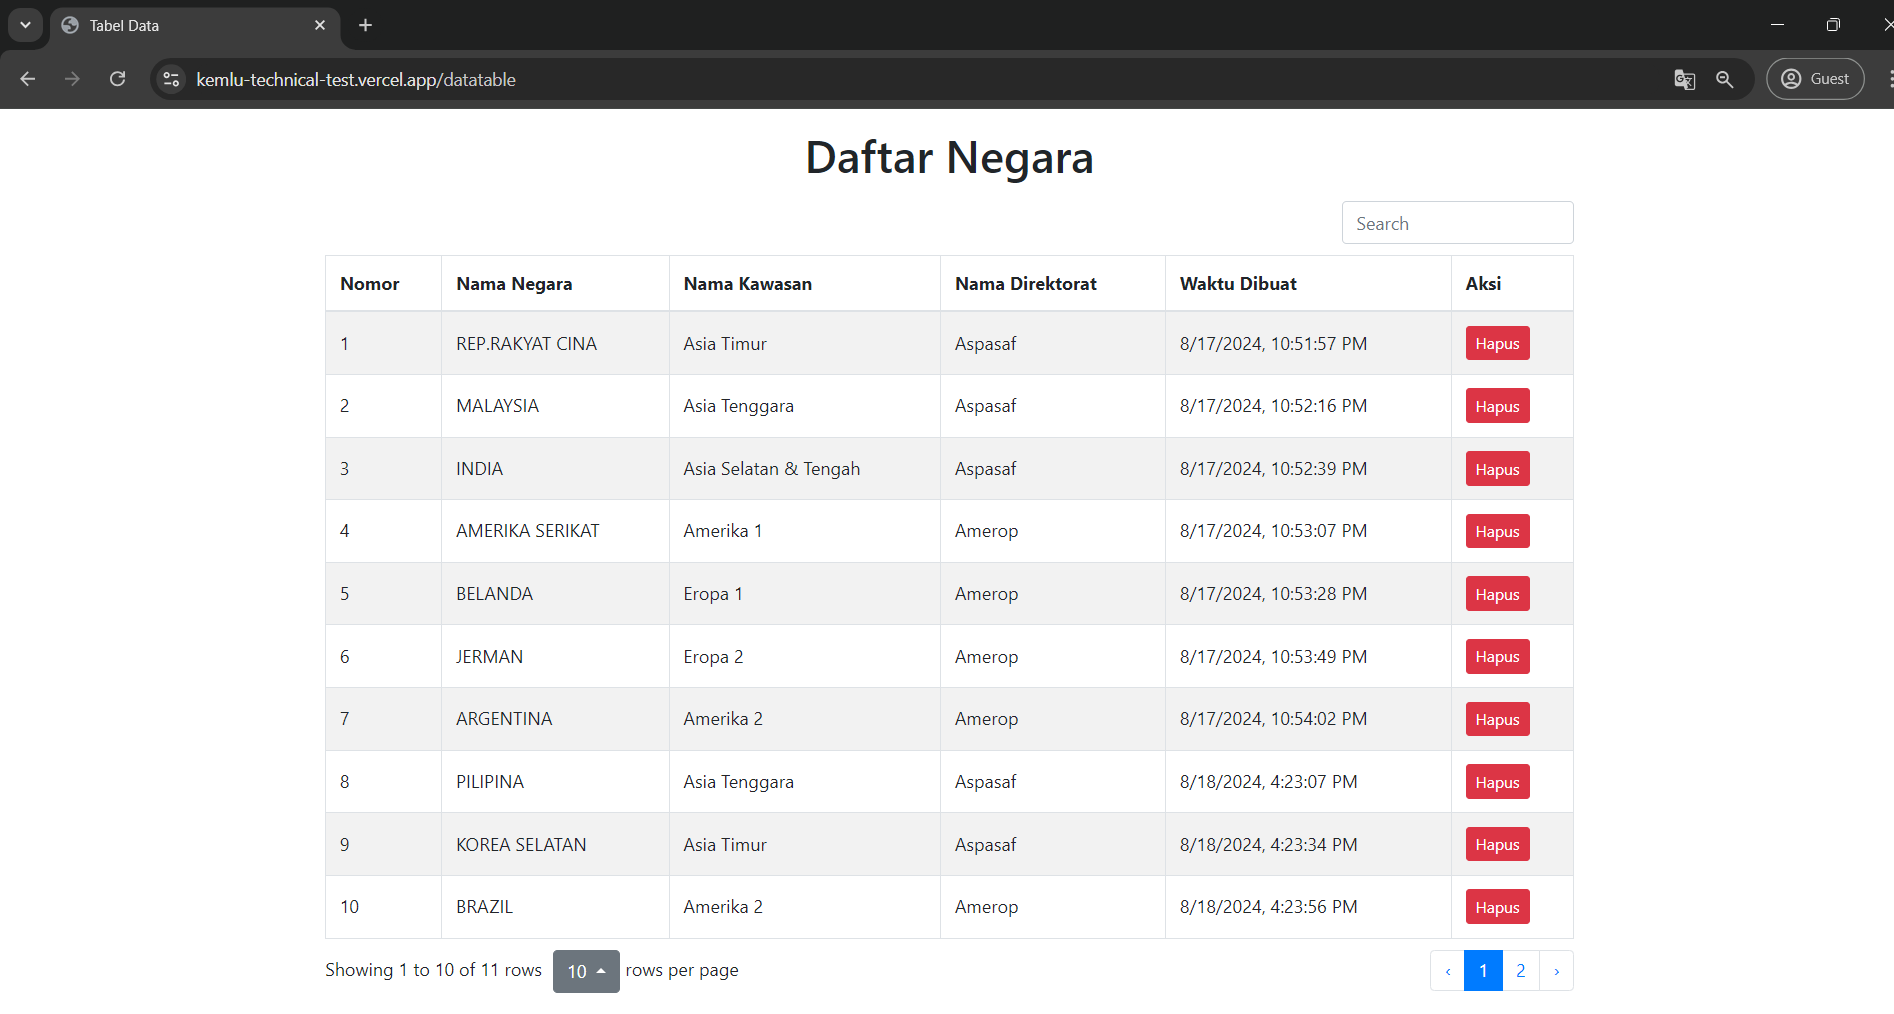 Tabel Data
kemlu-technical-test.vercel.app/datatable
Guest
Daftar Negara
Search
Nomor Nama Negara Nama Kawasan Nama Direktorat Waktu Dibuat Aksi
1 REP.RAKYAT CINA Asia Timur Aspasaf 8/17/2024, 10:51:57 PM Hapus
2 MALAYSIA Asia Tenggara Aspasaf 8/17/2024, 10:52:16 PM Hapus
3 INDIA Asia Selatan & Tengah Aspasaf 8/17/2024, 10:52:39 PM Hapus
4 AMERIKA SERIKAT Amerika 1 Amerop 8/17/2024, 10:53:07 PM Hapus
5 BELANDA Eropa 1 Amerop 8/17/2024, 10:53:28 PM Hapus
6 JERMAN Eropa 2 Amerop 8/17/2024, 10:53:49 PM Hapus
7 ARGENTINA Amerika 2 Amerop 8/17/2024, 10:54:02 PM Hapus
8 PILIPINA Asia Tenggara Aspasaf 8/18/2024, 4:23:07 PM Hapus
9 KOREA SELATAN Asia Timur Aspasaf 8/18/2024, 4:23:34 PM Hapus
10 BRAZIL Amerika 2 Amerop 8/18/2024, 4:23:56 PM Hapus
Showing 1 to 10 of 11 rows 10 rows per page ‹ 1 2 ›